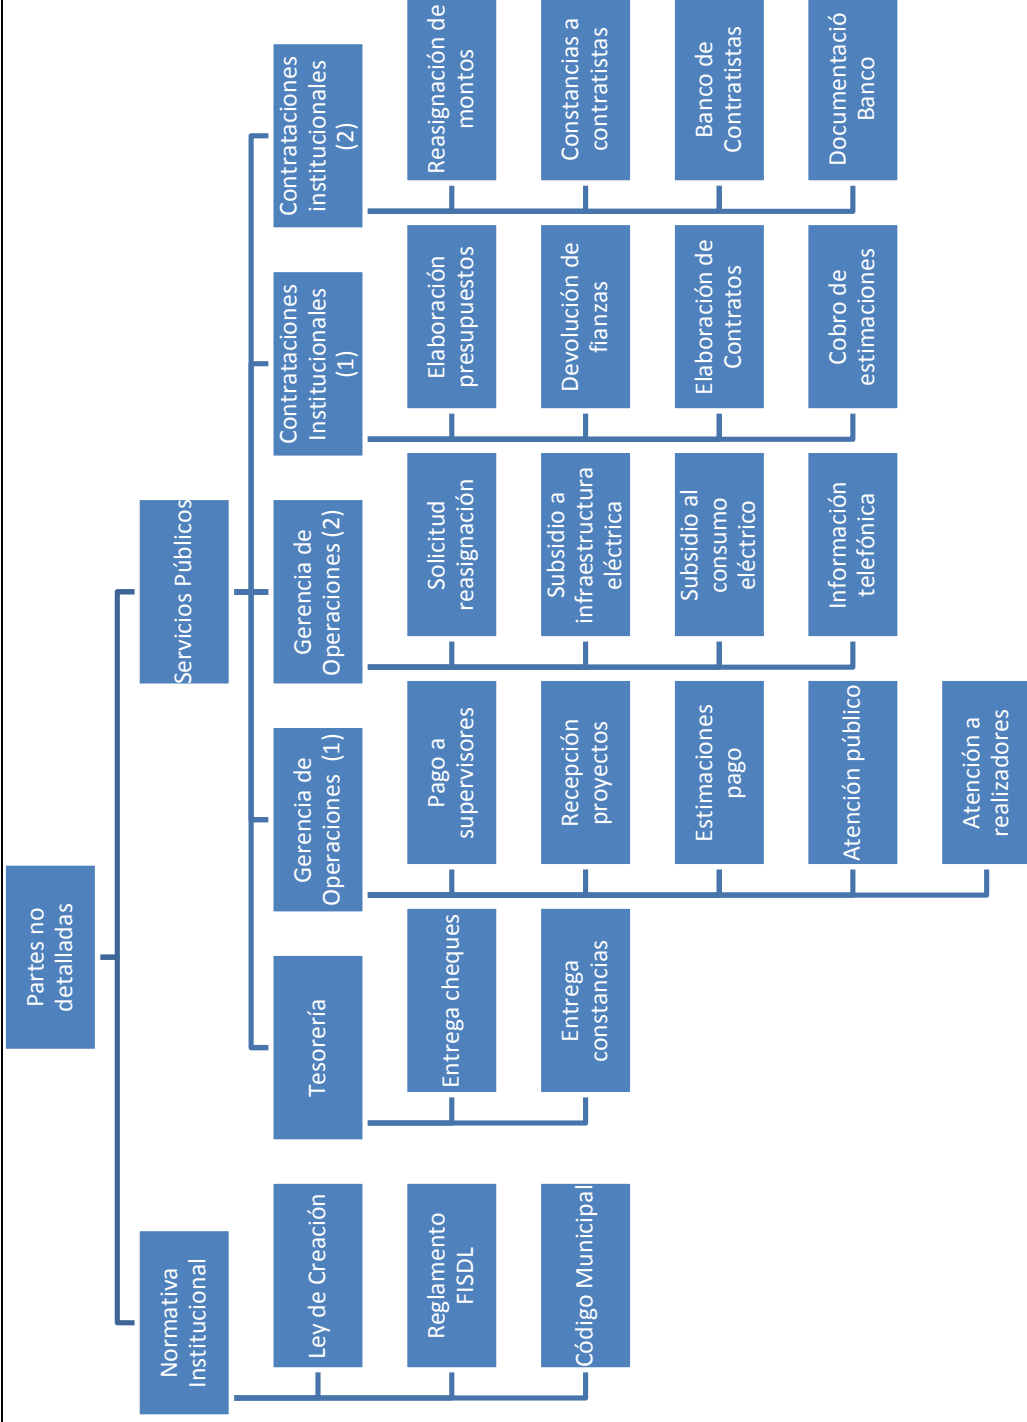 Partes no
detalladas
Normativa
Institucional
Ley de Creación
Reglamento
FISDL
Código Municipal
Servicios Públicos
Tesorería
Entrega cheques
Entrega
constancias
Gerencia de
Operaciones (1)
Pago a
supervisores
Recepción
proyectos
Estimaciones
pago
Atención público
Atención a
realizadores
Gerencia de
Operaciones (2)
Solicitud
reasignación
Subsidio a
infraestructura
eléctrica
Subsidio al
consumo
eléctrico
Información
telefónica
Contrataciones
Institucionales
(1)
Elaboración
presupuestos
Devolución de
fianzas
Elaboración de
Contratos
Cobro de
estimaciones
Contrataciones
institucionales
(2)
Reasignación de
montos
Constancias a
contratistas
Banco de
Contratistas
Documentació
Banco